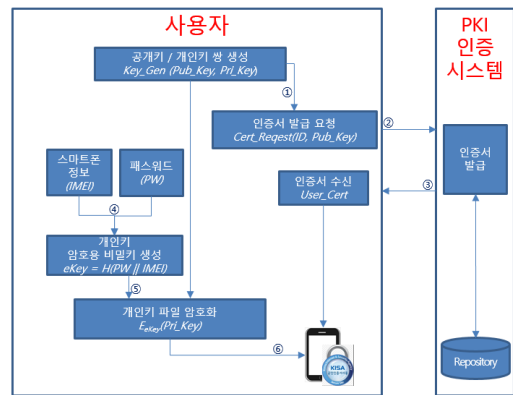 사용자
공개키 / 개인키 쌍 생성
Key_Gen (Pub_Key, Pri_Key)
①
인증서 발급 요청
Cert_Reqest(ID, Pub_Key)
②
PKI
인증
시스템
인증서
발급
③
스마트폰
정보
(IMEI)
패스워드
(PW)
인증서 수신
User_Cert
④
개인키
암호용 비밀키 생성
eKey = H(PW || IMEI)
⑤
개인키 파일 암호화
EeKey(Pri_Key)
⑥
KISA
Repository